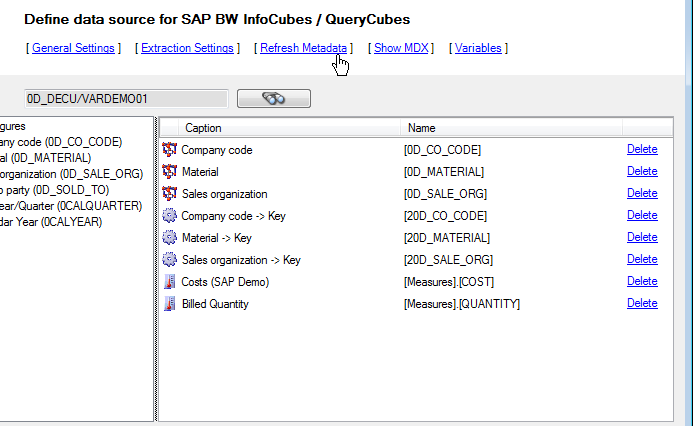 Define data source for SAP BW InfoCubes / QueryCubes
[ General Settings ] [ Extraction Settings ] [ Refresh Metadata ] [ Show MDX ] [ Variables ]
0D_DECU/VARDEMO01
gures
any code (0D_CO_CODE)
al (0D_MATERIAL)
organization (0D_SALE_ORG)
o party (0D_SOLD_TO)
ear/Quarter (0CALQUARTER)
dar Year (0CALYEAR)
Caption Name
Company code [0D_CO_CODE] Delete
Material [0D_MATERIAL] Delete
Sales organization [0D_SALE_ORG] Delete
Company code -> Key [20D_CO_CODE] Delete
Material -> Key [20D_MATERIAL] Delete
Sales organization -> Key [20D_SALE_ORG] Delete
Costs (SAP Demo) [Measures].[COST] Delete
Billed Quantity [Measures].[QUANTITY] Delete